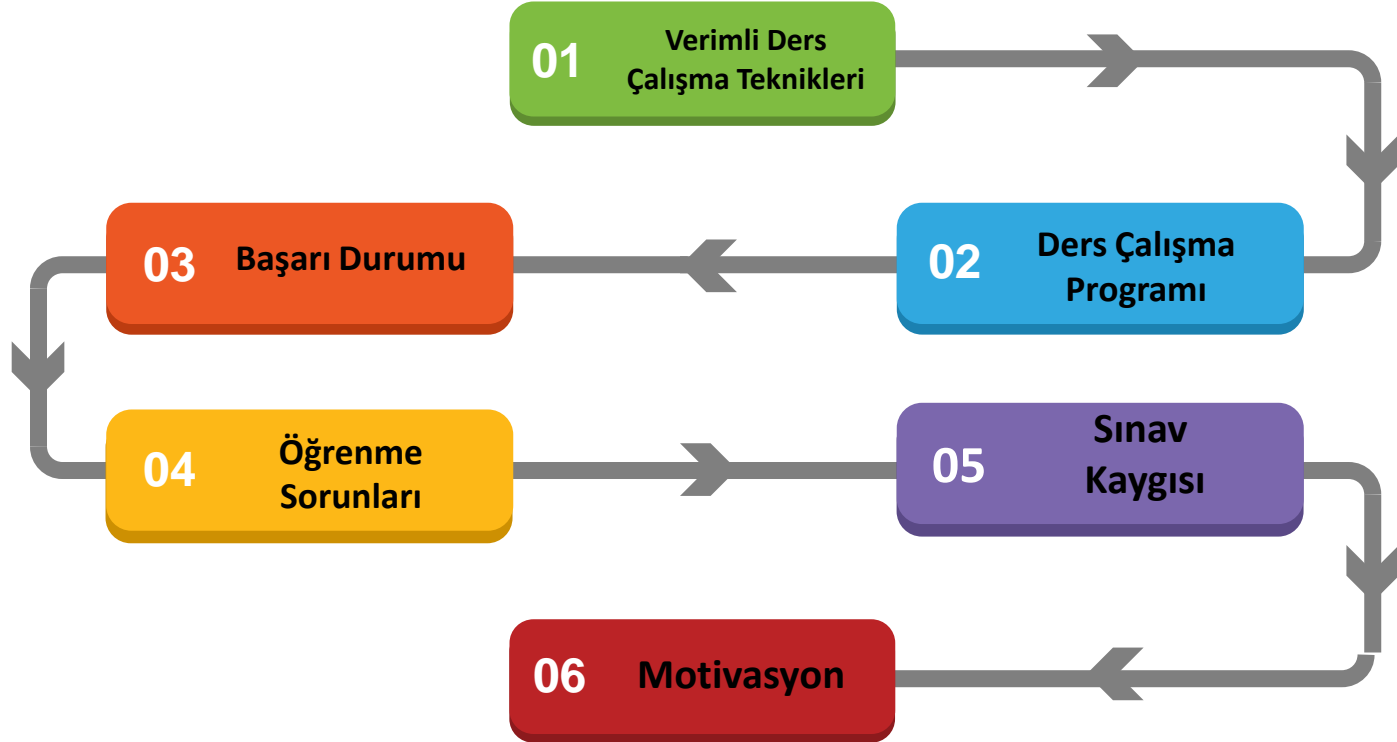 01
Verimli Ders
Çalışma Teknikleri
02
Ders Çalışma
Programı
03
Başarı Durumu
04
Öğrenme
Sorunları
05
Sınav
Kaygısı
06
Motivasyon